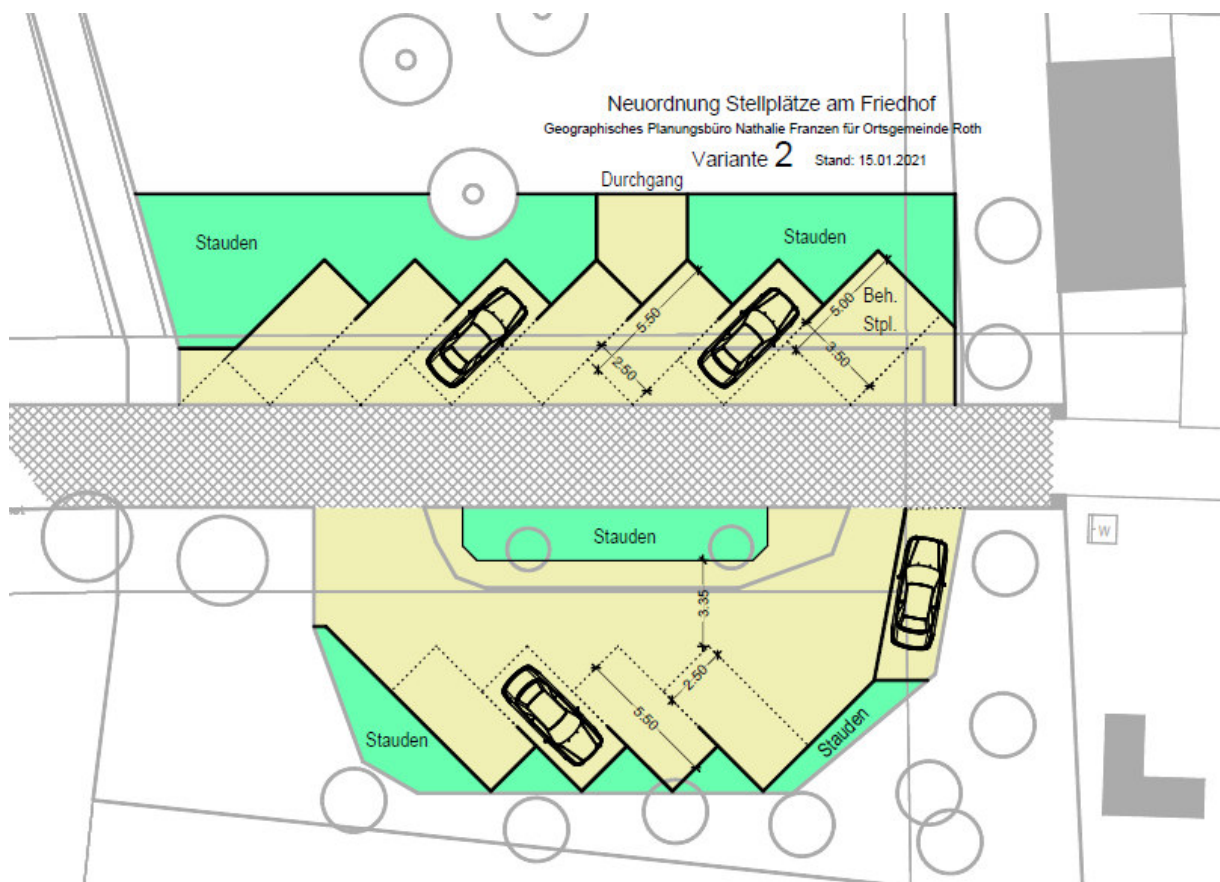 Neuordnung Stellplätze am Friedhof
Geographisches Planungsbüro Nathalie Franzen für Ortsgemeinde Roth
Variante 2 Stand: 15.01.2021
Durchgang
Stauden
Stauden
Beh.
Stpl.
5.00
5.50
3.50
2.50
Stauden
W
3.35
2.50
5.50
Stauden
Stauden